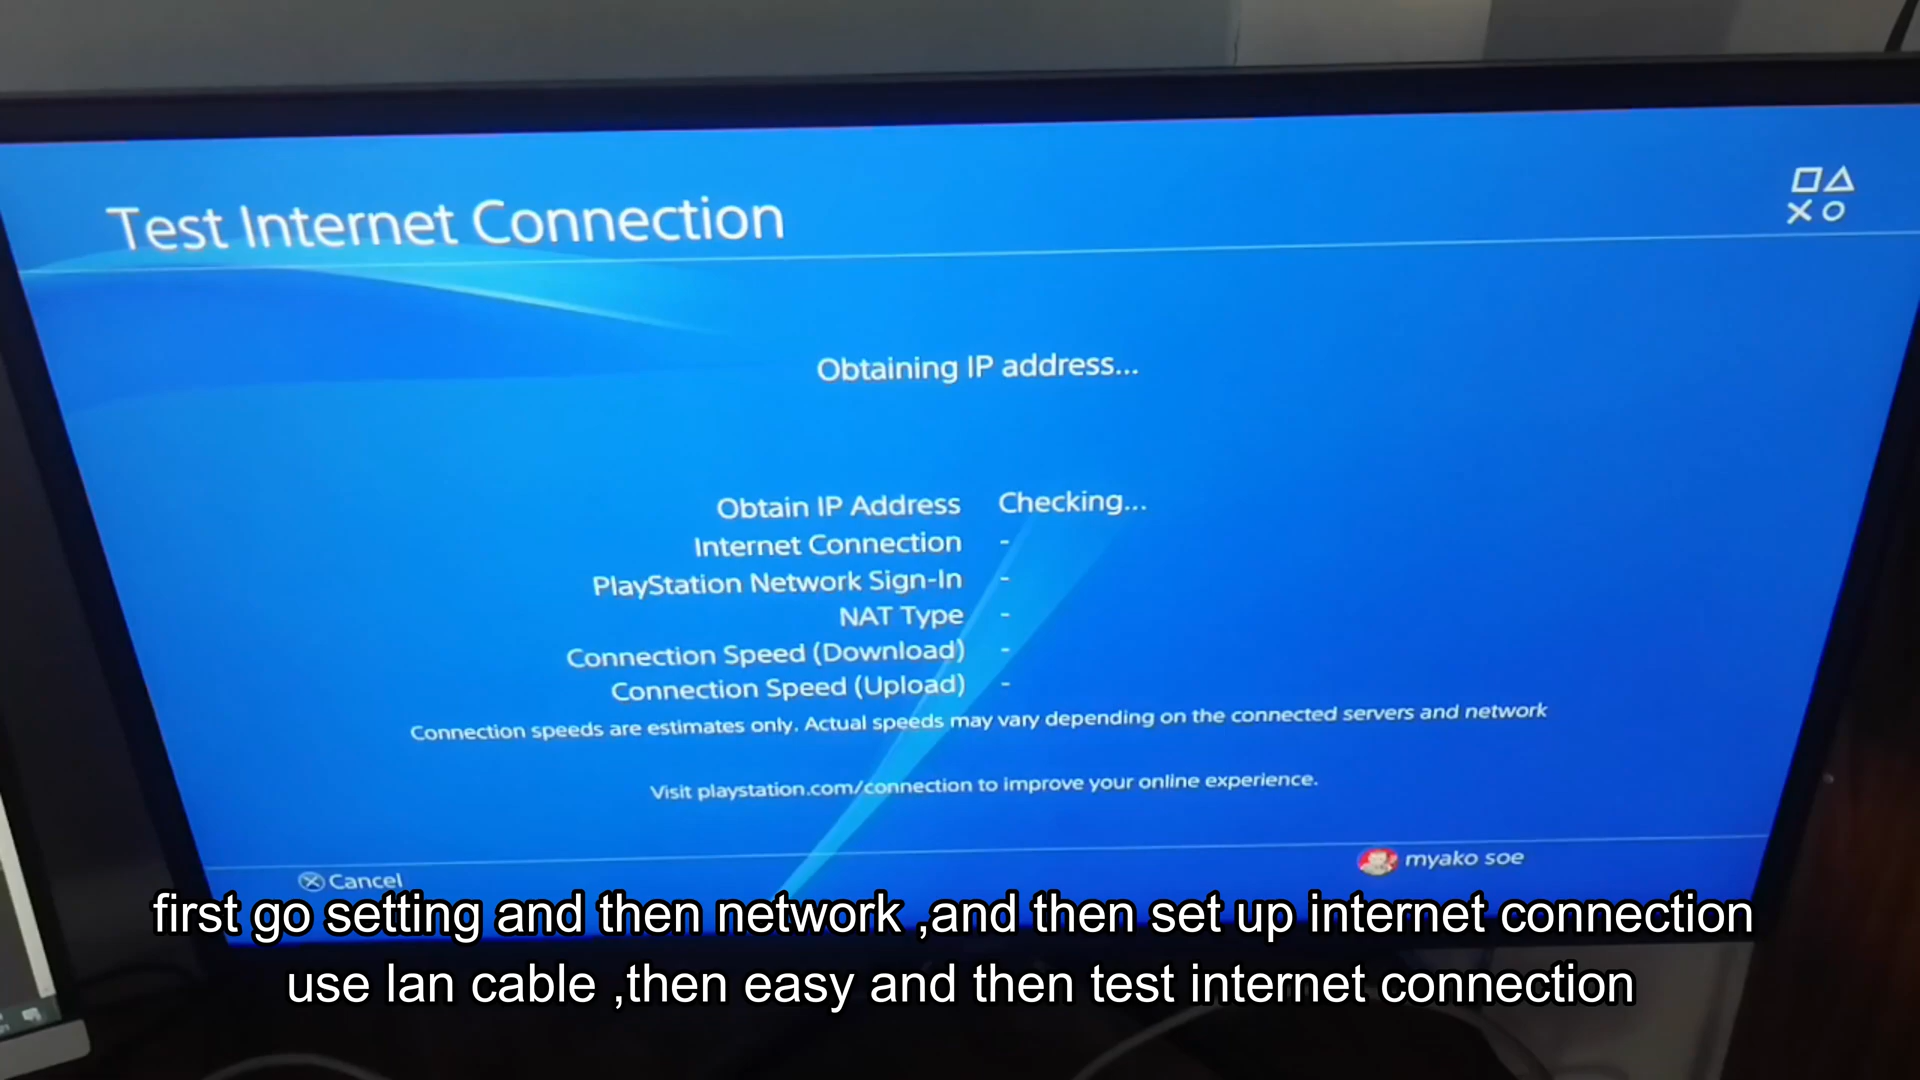 Test Internet Connection
Obtaining IP address...
Obtain IP Address Checking...
Internet Connection -
PlayStation Network Sign-In -
NAT Type -
Connection Speed (Download) -
Connection Speed (Upload) -
Connection speeds are estimates only. Actual speeds may vary depending on the connected servers and network
Visit playstation.com/connection to improve your online experience.
Cancel
myako soe
first go setting and then network ,and then set up internet connection
use lan cable ,then easy and then test internet connection